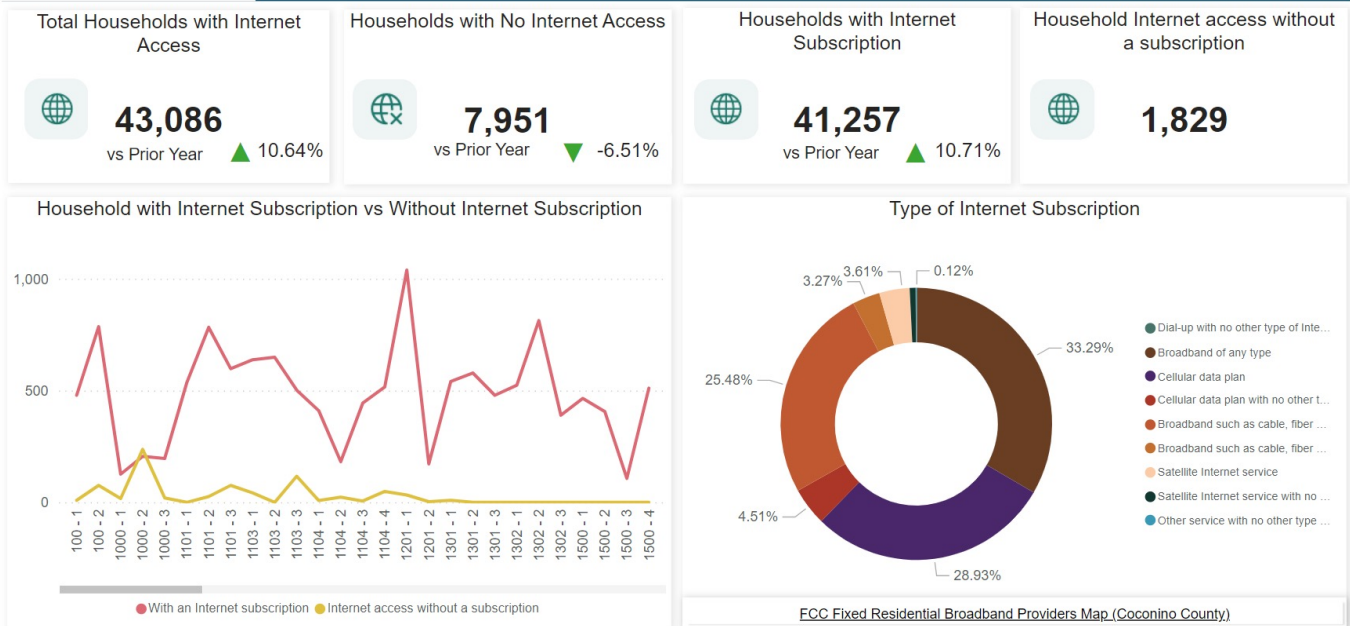 Total Households with Internet
Access
43,086
vs Prior Year 10.64%
Households with No Internet Access
7,951
vs Prior Year -6.51%
Households with Internet
Subscription
41,257
vs Prior Year 10.71%
Household Internet access without
a subscription
1,829
Household with Internet Subscription vs Without Internet Subscription
1,000
500
0
100 - 1
100 - 2
1000 - 1
1000 - 2
1000 - 3
1101 - 1
1101 - 2
1101 - 3
1103 - 1
1103 - 2
1103 - 3
1104 - 1
1104 - 2
1104 - 3
1104 - 4
1201 - 1
1201 - 2
1301 - 1
1301 - 2
1301 - 3
1302 - 1
1302 - 2
1302 - 3
1500 - 1
1500 - 2
1500 - 3
1500 - 4
With an Internet subscription
Internet access without a subscription
Type of Internet Subscription
0.12%
3.61%
3.27%
33.29%
25.48%
4.51%
28.93%
Dial-up with no other type of Inte...
Broadband of any type
Cellular data plan
Cellular data plan with no other t...
Broadband such as cable, fiber ...
Broadband such as cable, fiber ...
Satellite Internet service
Satellite Internet service with no ...
Other service with no other type ...
FCC Fixed Residential Broadband Providers Map (Coconino County)